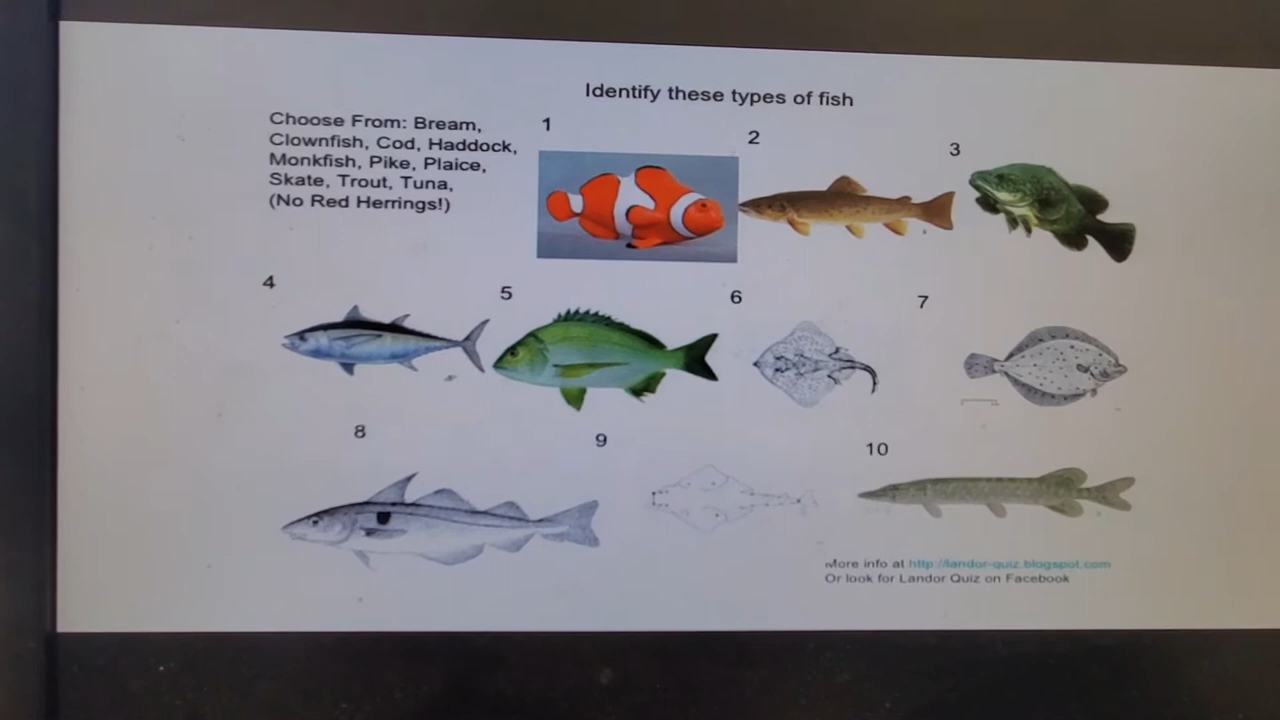 Identify these types of fish
Choose From: Bream,
Clownfish, Cod, Haddock,
Monkfish, Pike, Plaice,
Skate, Trout, Tuna,
(No Red Herrings!)
1
2
3
4
5
6
7
8
9
10
More info at http://landor-quiz.blogspot.com
Or look for Landor Quiz on Facebook